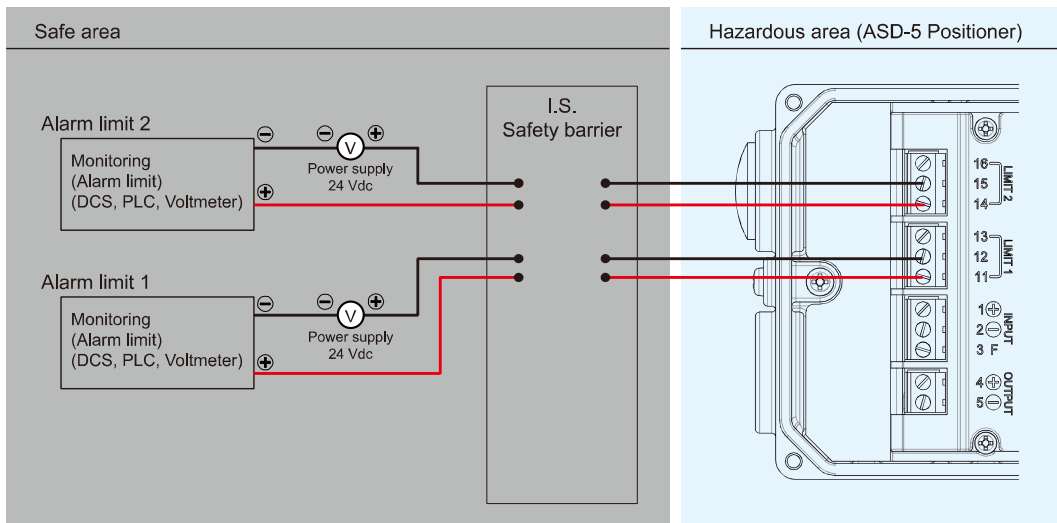 Safe area
Hazardous area (ASD-5 Positioner)
I.S.
Safety barrier
Alarm limit 2
Monitoring
(Alarm limit)
(DCS, PLC, Voltmeter)
⊖
⊖
⊕
V
Power supply
24 Vdc
⊕
Alarm limit 1
Monitoring
(Alarm limit)
(DCS, PLC, Voltmeter)
⊖
⊖
⊕
V
Power supply
24 Vdc
⊕
16
15
14
LIMIT 2
13
12
11
LIMIT 1
1 ⊕
2 ⊖
3 F
INPUT
4 ⊕
5 ⊖
OUTPUT